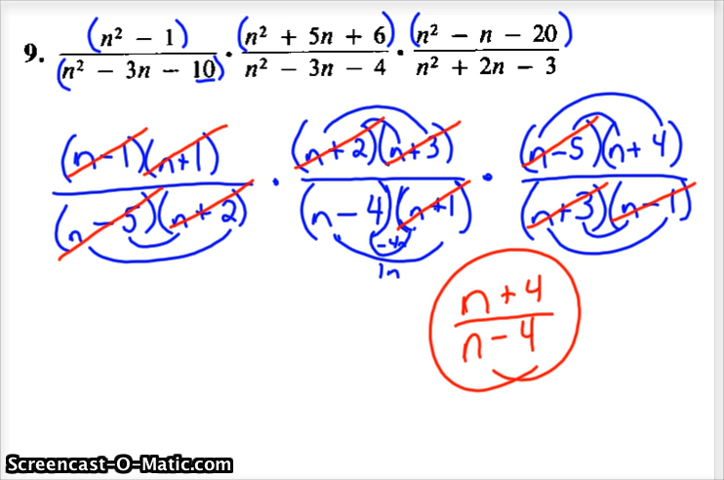 9. (n² − 1) / (n² − 3n − 10) · (n² + 5n + 6) / n² − 3n − 4 · (n² − n − 20) / n² + 2n − 3
(n−1)(n+1) / (n−5)(n+2) · (n+2)(n+3) / (n−4)(n+1) · (n−5)(n+4) / (n+3)(n−1)
−4n
1n
n+4 / n−4
Screencast-O-Matic.com